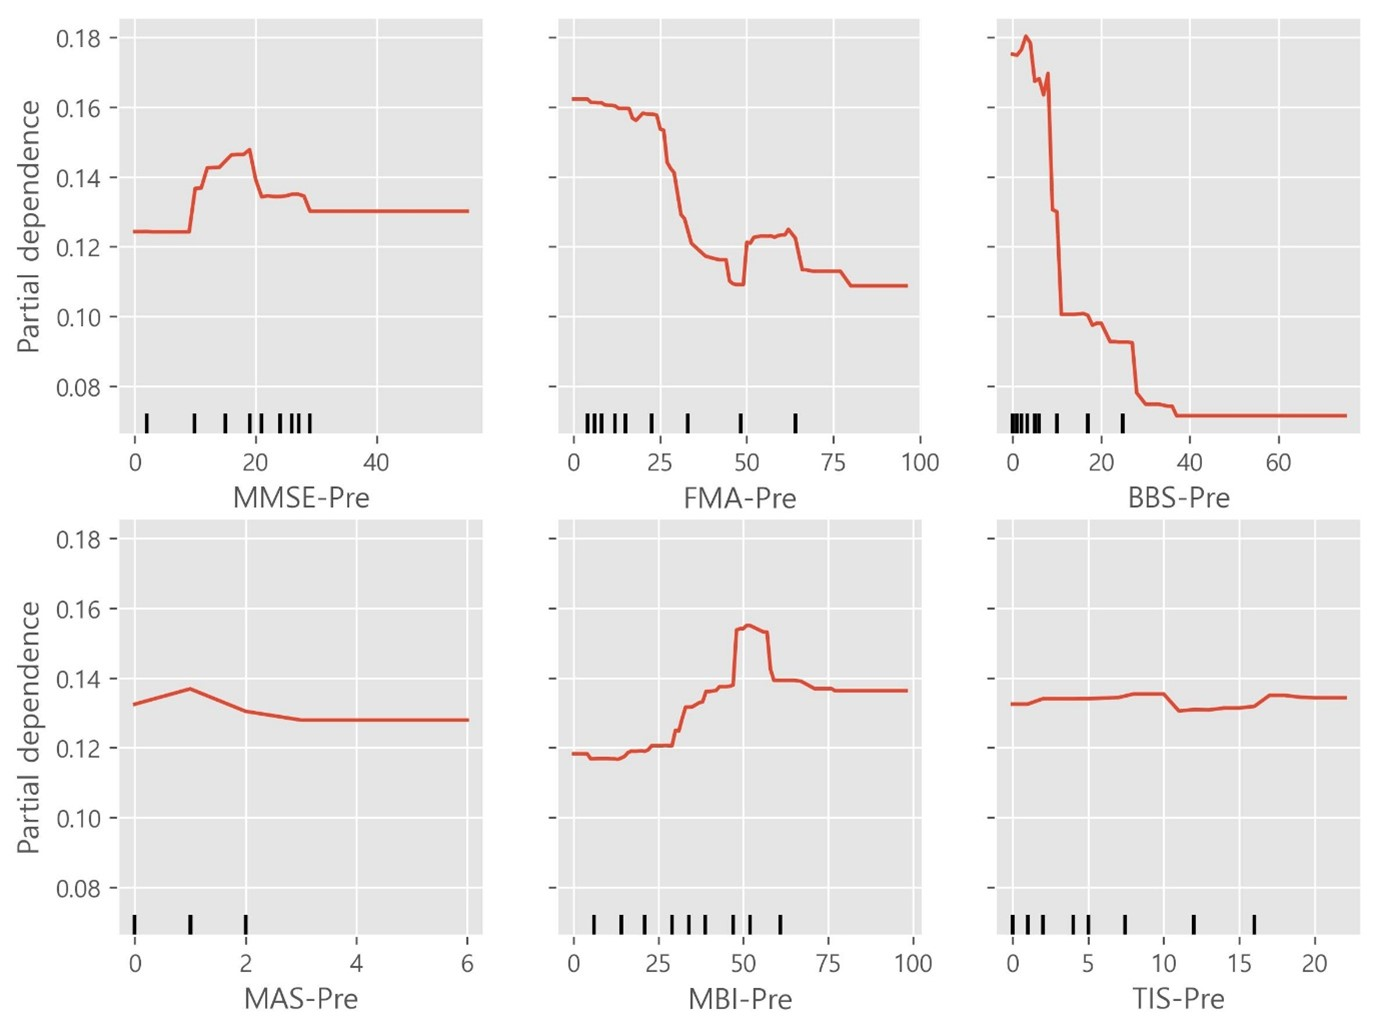 Partial dependence
0.18
0.16
0.14
0.12
0.10
0.08
0 20 40
MMSE-Pre
0 25 50 75 100
FMA-Pre
0 20 40 60
BBS-Pre
Partial dependence
0.18
0.16
0.14
0.12
0.10
0.08
0 2 4 6
MAS-Pre
0 25 50 75 100
MBI-Pre
0 5 10 15 20
TIS-Pre